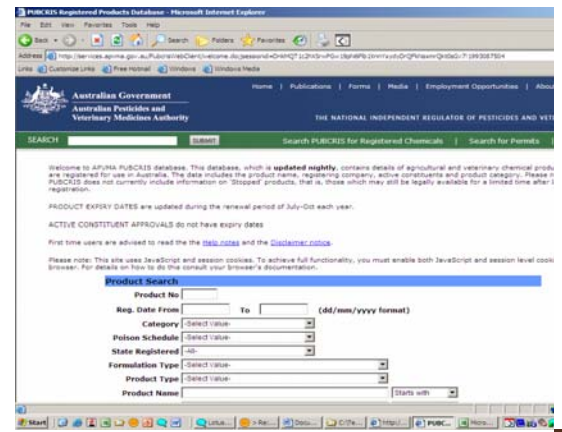 PUBCRIS Registered Products Database - Microsoft Internet Explorer
File Edit View Favorites Tools Help
Back Search Folders Favorites
Address
Links Customize Links Free Hotmail Windows Windows Media
Home | Publications | Forms | Media | Employment Opportunities | Abou
Australian Government
Australian Pesticides and
Veterinary Medicines Authority
THE NATIONAL INDEPENDENT REGULATOR OF PESTICIDES AND VET
SEARCH SUBMIT Search PUBCRIS for Registered Chemicals | Search for Permits |
Welcome to APVMA PUBCRIS database. This database, which is updated nightly, contains details of agricultural and veterinary chemical produ
are registered for use in Australia. The data includes the product name, registering company, active constituents and product category. Please n
PUBCRIS does not currently include information on 'Stopped' products, that is, those which may still be legally available for a limited time after
registration.
PRODUCT EXPIRY DATES are updated during the renewal period of July-Oct each year.
ACTIVE CONSTITUENT APPROVALS do not have expiry dates
First time users are advised to read the the Help notes and the Disclaimer notice.
Please note: This site uses JavaScript and session cookies. To achieve full functionality, you must enable both JavaScript and session level cooki
browser. For details on how to do this consult your browser's documentation.
Product Search
Product No
Reg. Date From To (dd/mm/yyyy format)
Category -Select Value-
Poison Schedule -Select Value-
State Registered -All-
Formulation Type -Select Value-
Product Type -Select Value-
Product Name Starts with
Start